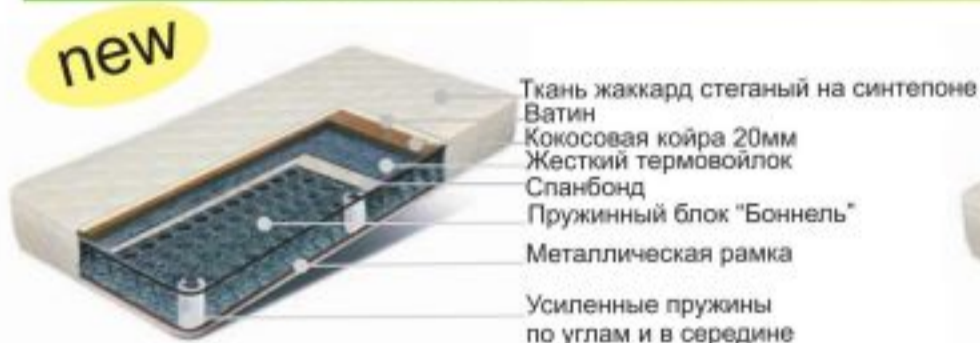 new
Ткань жаккард стеганый на синтепоне
Ватин
Кокосовая койра 20мм
Жесткий термовойлок
Спанбонд
Пружинный блок "Боннель"
Металлическая рамка
Усиленные пружины
по углам и в середине